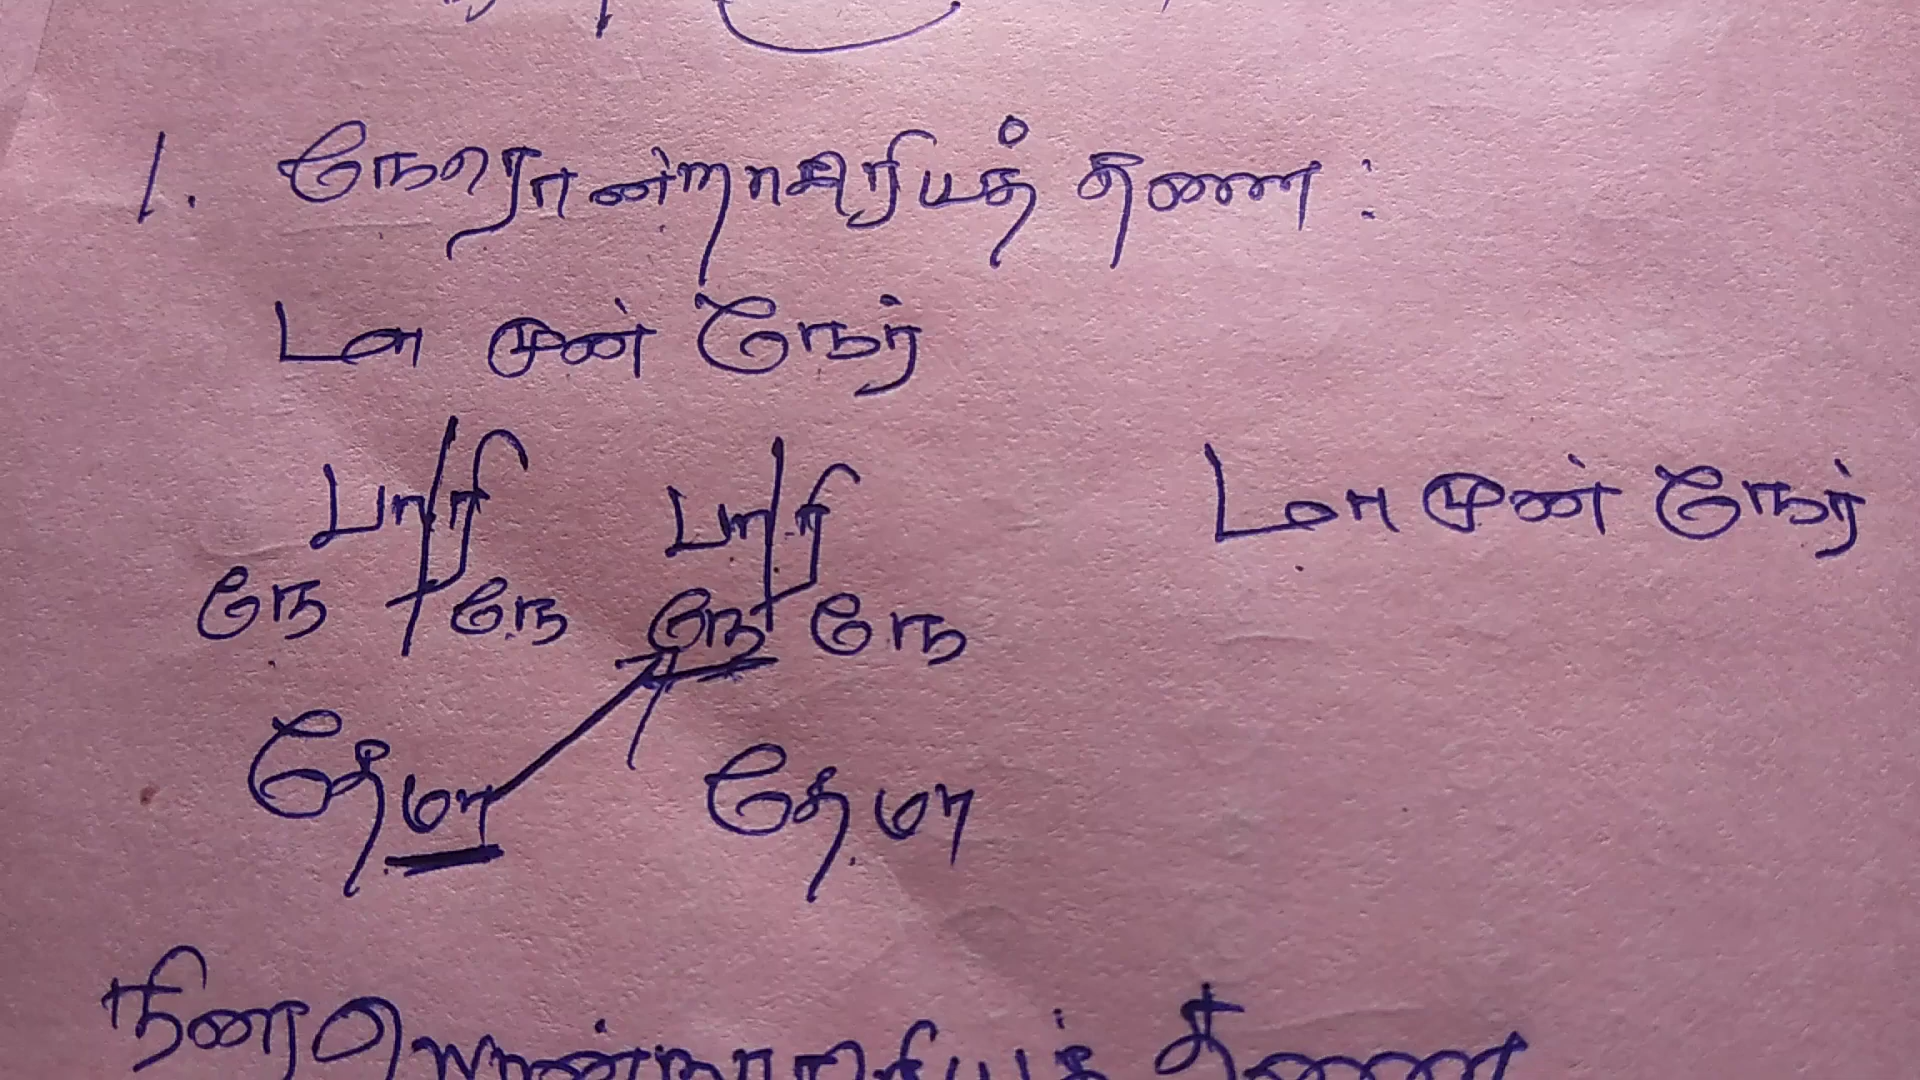 1. நேரொன்றாசிரியத் தளை :
மா முன் நேர்
பா/ரி பா/ரி மா முன் நேர்
நே நே நே நே
தேமா தேமா
நிரையொன்றாசிரியத் தளை